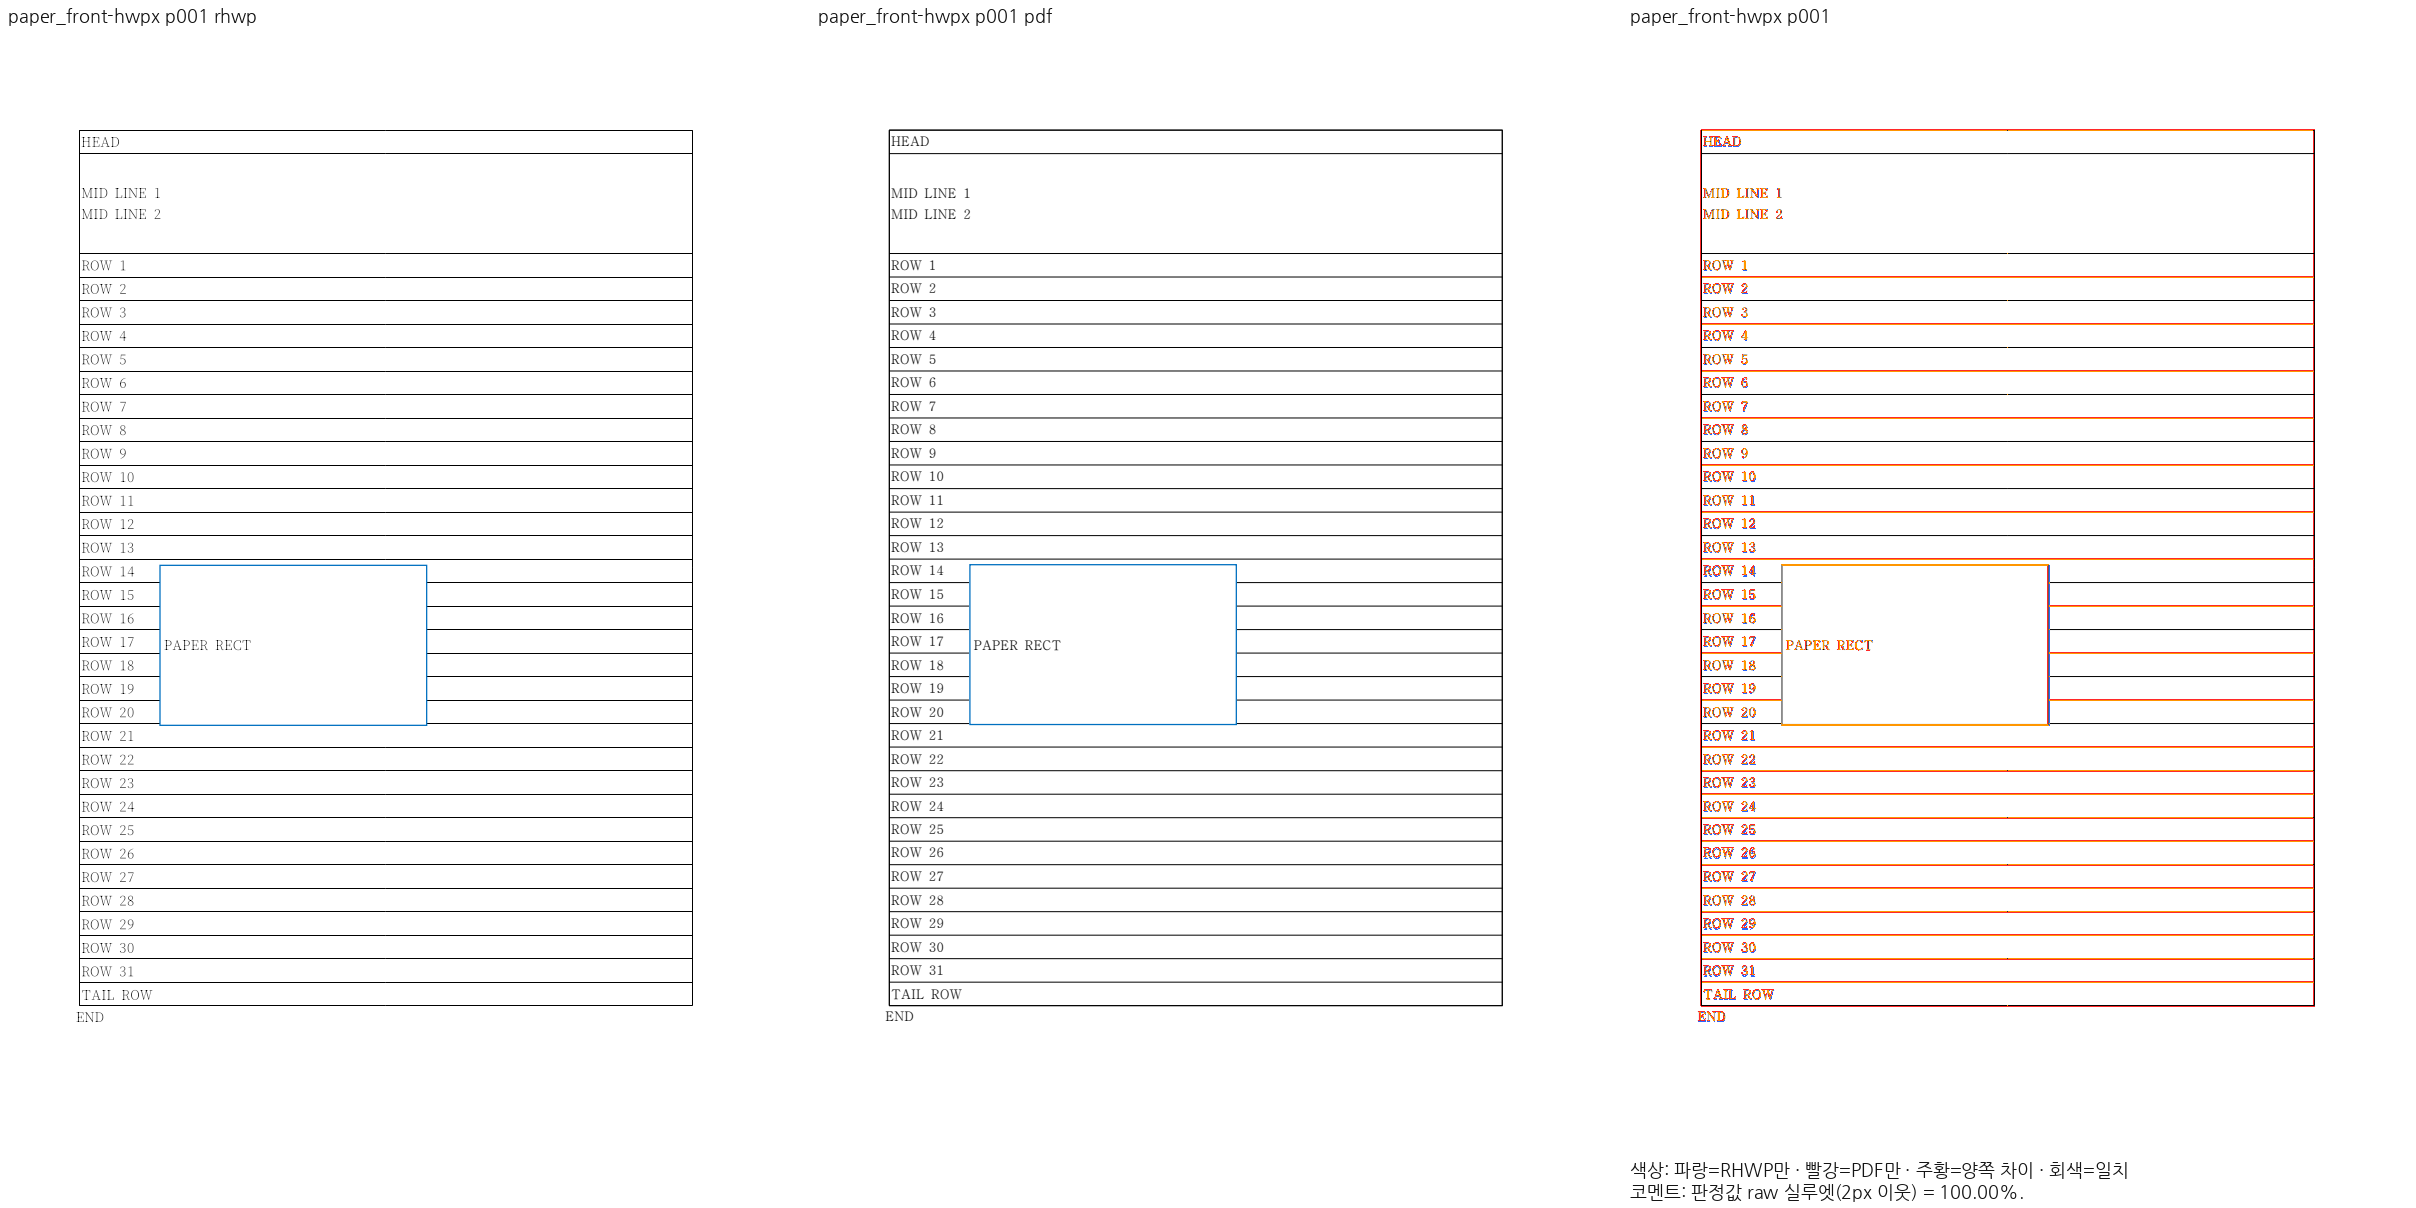 paper_front-hwpx p001 rhwp
HEAD
MID LINE 1
MID LINE 2
ROW 1
ROW 2
ROW 3
ROW 4
ROW 5
ROW 6
ROW 7
ROW 8
ROW 9
ROW 10
ROW 11
ROW 12
ROW 13
ROW 14
ROW 15
ROW 16
ROW 17
PAPER RECT
ROW 18
ROW 19
ROW 20
ROW 21
ROW 22
ROW 23
ROW 24
ROW 25
ROW 26
ROW 27
ROW 28
ROW 29
ROW 30
ROW 31
TAIL ROW
END
paper_front-hwpx p001 pdf
HEAD
MID LINE 1
MID LINE 2
ROW 1
ROW 2
ROW 3
ROW 4
ROW 5
ROW 6
ROW 7
ROW 8
ROW 9
ROW 10
ROW 11
ROW 12
ROW 13
ROW 14
ROW 15
ROW 16
ROW 17
PAPER RECT
ROW 18
ROW 19
ROW 20
ROW 21
ROW 22
ROW 23
ROW 24
ROW 25
ROW 26
ROW 27
ROW 28
ROW 29
ROW 30
ROW 31
TAIL ROW
END
paper_front-hwpx p001
HEAD
MID LINE 1
MID LINE 2
ROW 1
ROW 2
ROW 3
ROW 4
ROW 5
ROW 6
ROW 7
ROW 8
ROW 9
ROW 10
ROW 11
ROW 12
ROW 13
ROW 14
ROW 15
ROW 16
ROW 17
PAPER RECT
ROW 18
ROW 19
ROW 20
ROW 21
ROW 22
ROW 23
ROW 24
ROW 25
ROW 26
ROW 27
ROW 28
ROW 29
ROW 30
ROW 31
TAIL ROW
END
색상: 파랑=RHWP만 · 빨강=PDF만 · 주황=양쪽 차이 · 회색=일치
코멘트: 판정값 raw 실루엣(2px 이웃) = 100.00%.